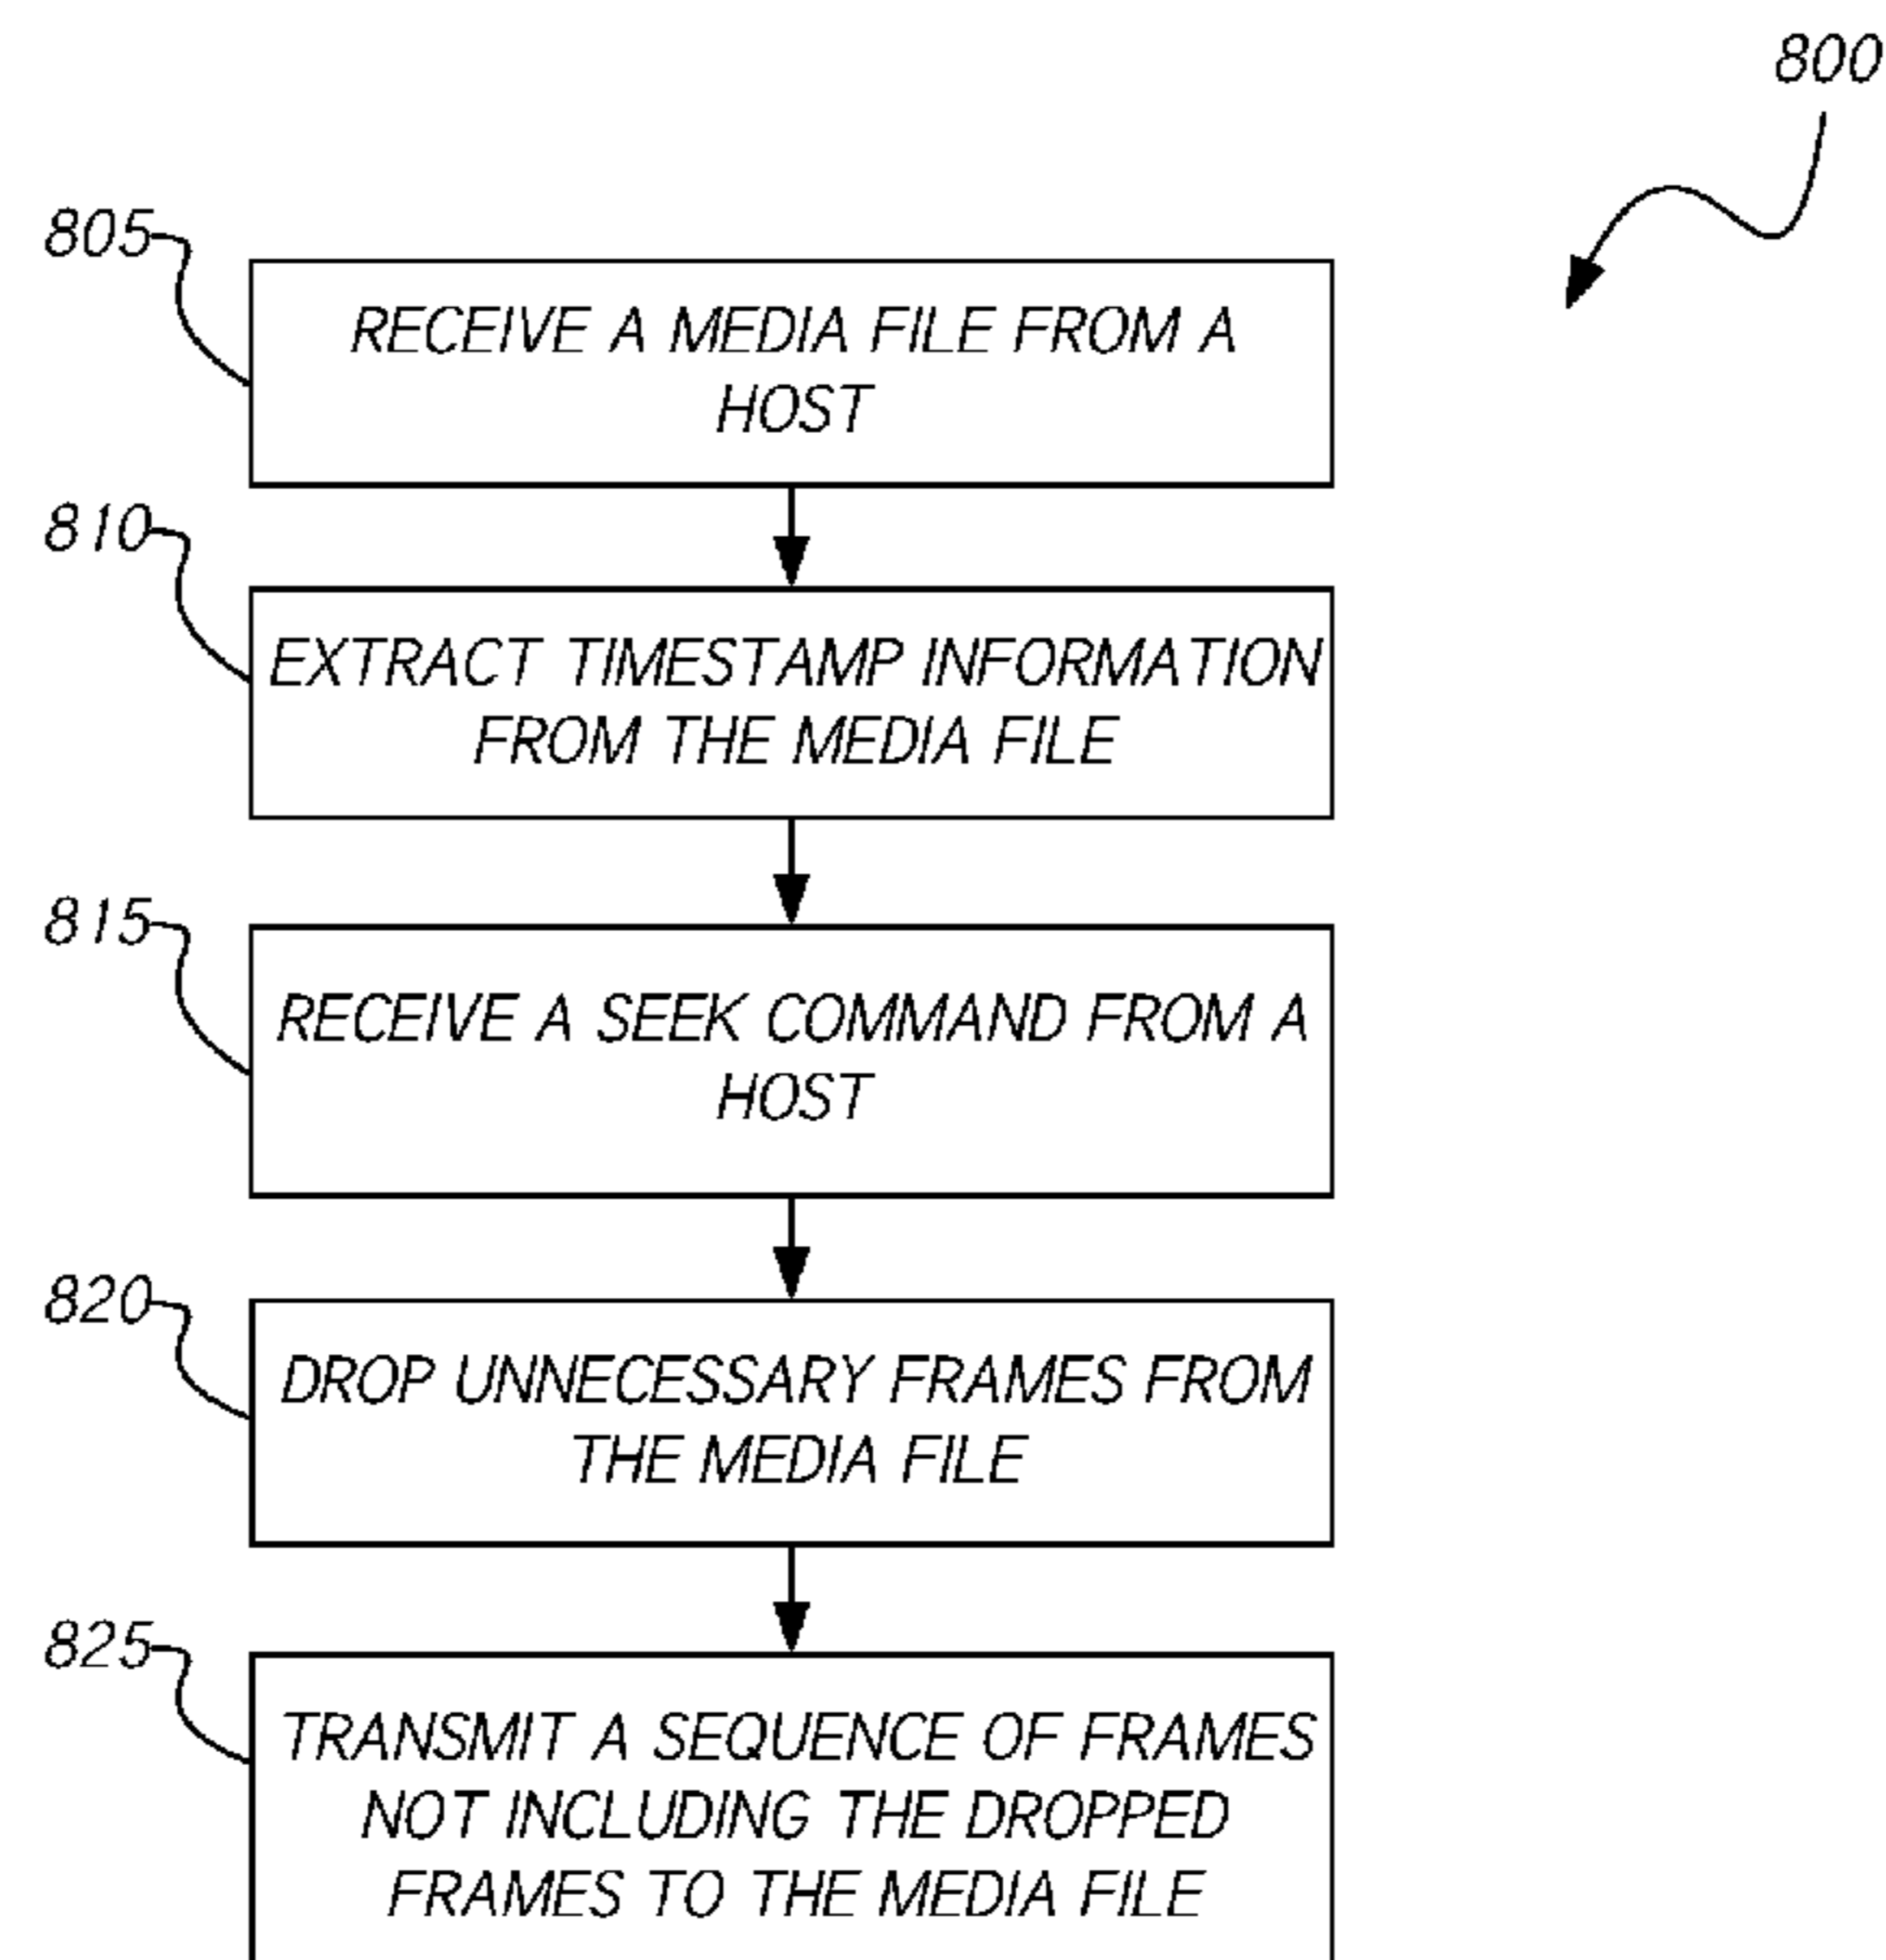 800
805
RECEIVE A MEDIA FILE FROM A
HOST
810
EXTRACT TIMESTAMP INFORMATION
FROM THE MEDIA FILE
815
RECEIVE A SEEK COMMAND FROM A
HOST
820
DROP UNNECESSARY FRAMES FROM
THE MEDIA FILE
825
TRANSMIT A SEQUENCE OF FRAMES
NOT INCLUDING THE DROPPED
FRAMES TO THE MEDIA FILE